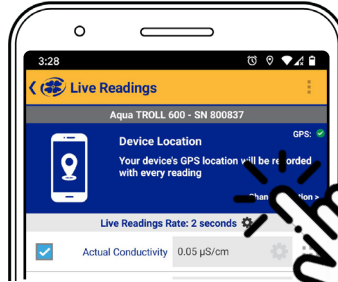 3:28
Live Readings
Aqua TROLL 600 - SN 800837
GPS:
Device Location
Your device's GPS location will be recorded
with every reading
Live Readings Rate: 2 seconds
Actual Conductivity 0.05 µS/cm